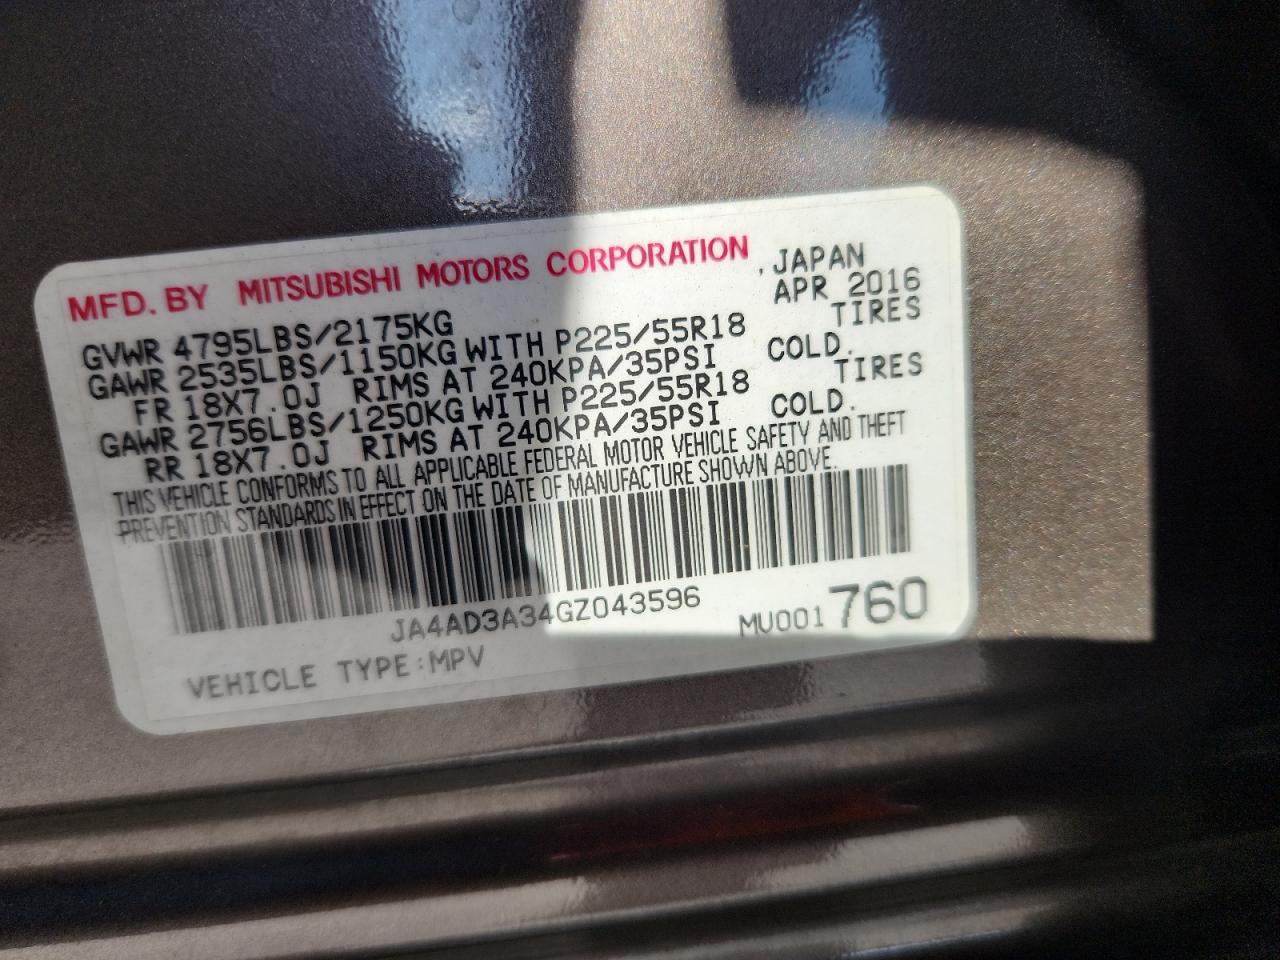 MFD. BY MITSUBISHI MOTORS CORPORATION , JAPAN
APR 2016
GVWR 4795LBS/2175KG
GAWR 2535LBS/1150KG WITH P225/55R18 TIRES
FR 18X7.0J RIMS AT 240KPA/35PSI COLD.
GAWR 2756LBS/1250KG WITH P225/55R18 TIRES
RR 18X7.0J RIMS AT 240KPA/35PSI COLD.
THIS VEHICLE CONFORMS TO ALL APPLICABLE FEDERAL MOTOR VEHICLE SAFETY AND THEFT
PREVENTION STANDARDS IN EFFECT ON THE DATE OF MANUFACTURE SHOWN ABOVE.
JA4AD3A34GZ043596
MU001760
VEHICLE TYPE:MPV